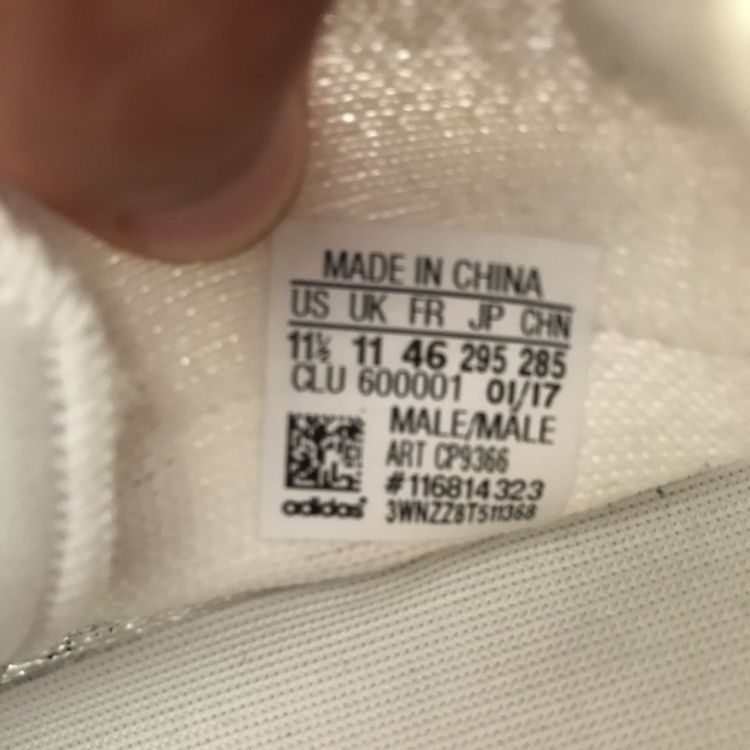 MADE IN CHINA
US UK FR JP CHN
11½ 11 46 295 285
CLU 600001 01/17
MALE/MÂLE
ART CP9366
#116814323
adidas® 3WNZZ8T511368